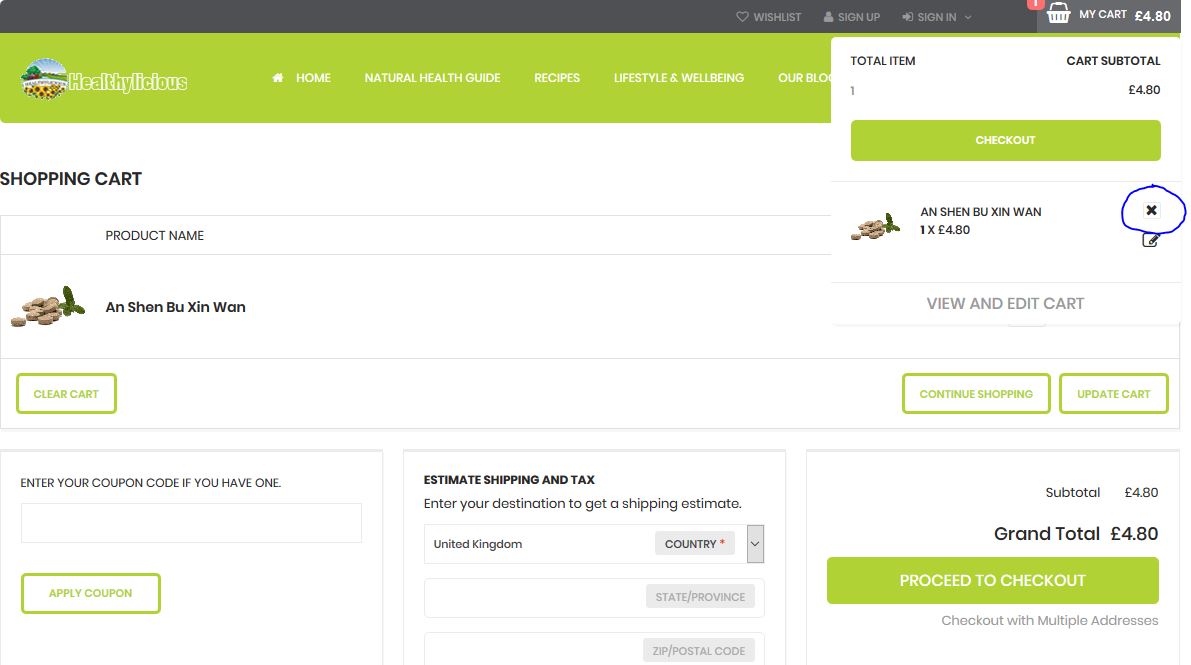 WISHLIST SIGN UP SIGN IN 1 MY CART £4.80
Healthylicious HOME NATURAL HEALTH GUIDE RECIPES LIFESTYLE & WELLBEING OUR BLO
TOTAL ITEM CART SUBTOTAL
1 £4.80
CHECKOUT
AN SHEN BU XIN WAN
1 X £4.80
VIEW AND EDIT CART
SHOPPING CART
PRODUCT NAME
An Shen Bu Xin Wan
CLEAR CART CONTINUE SHOPPING UPDATE CART
ENTER YOUR COUPON CODE IF YOU HAVE ONE.
APPLY COUPON
ESTIMATE SHIPPING AND TAX
Enter your destination to get a shipping estimate.
United Kingdom COUNTRY *
STATE/PROVINCE
ZIP/POSTAL CODE
Subtotal £4.80
Grand Total £4.80
PROCEED TO CHECKOUT
Checkout with Multiple Addresses